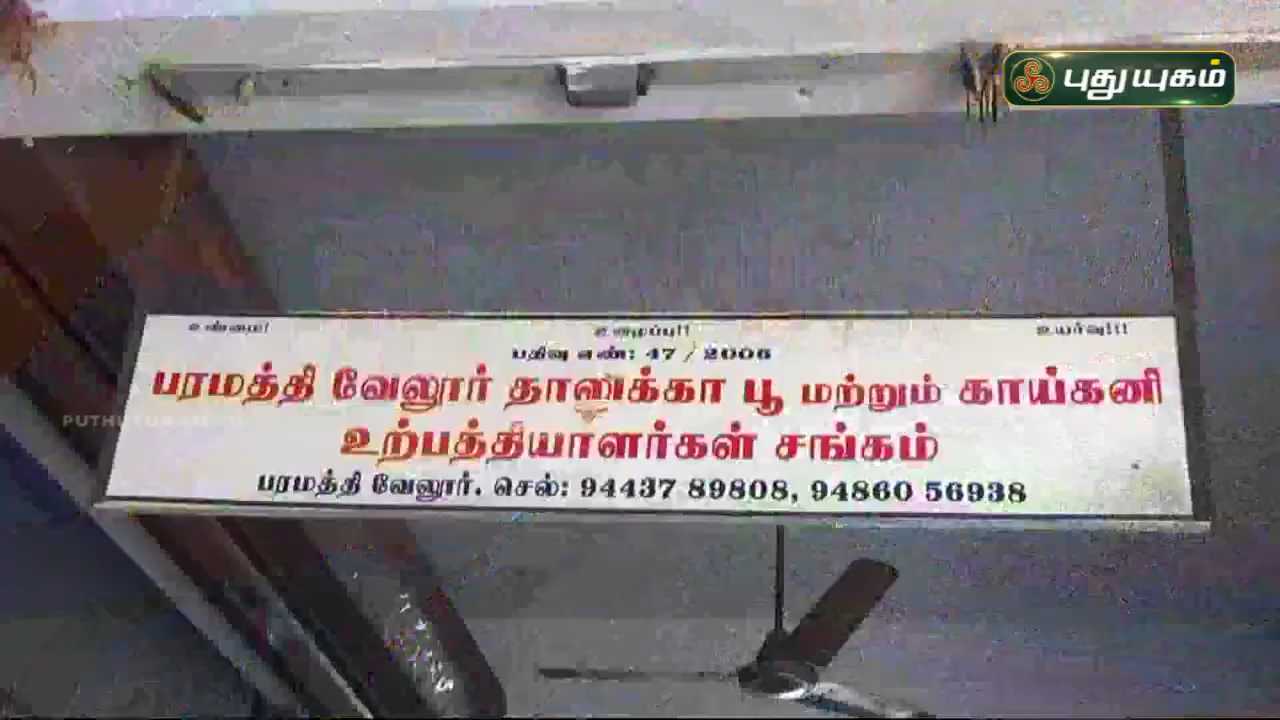 புதுயுகம்
உண்மை! உழைப்பு!! உயர்வு!!!
பதிவு எண்: 47 / 2006
பரமத்தி வேலூர் தாலுக்கா பூ மற்றும் காய்கனி
உற்பத்தியாளர்கள் சங்கம்
பரமத்தி வேலூர். செல்: 94437 89808, 94860 56938